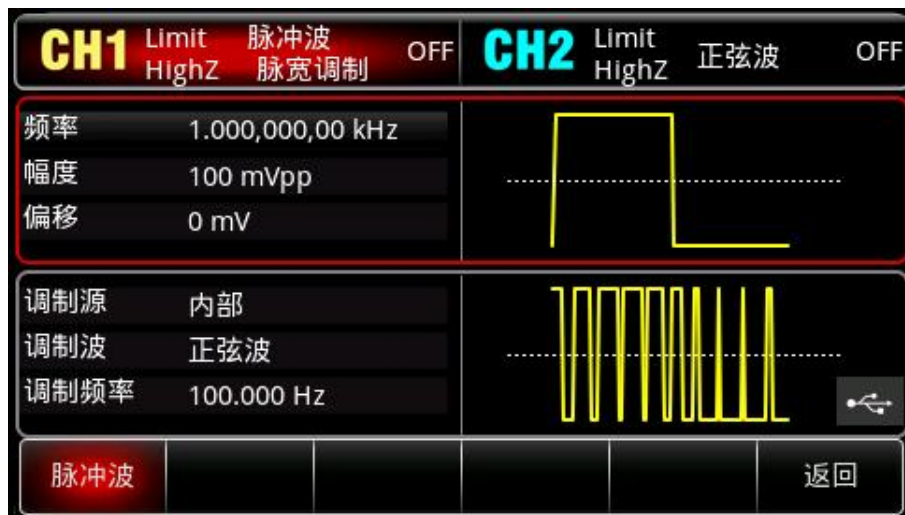 CH1 Limit 脉冲波 OFF CH2 Limit 正弦波 OFF
HighZ 脉宽调制 HighZ
频率 1.000,000,00 kHz
幅度 100 mVpp
偏移 0 mV
调制源 内部
调制波 正弦波
调制频率 100.000 Hz
脉冲波 返回